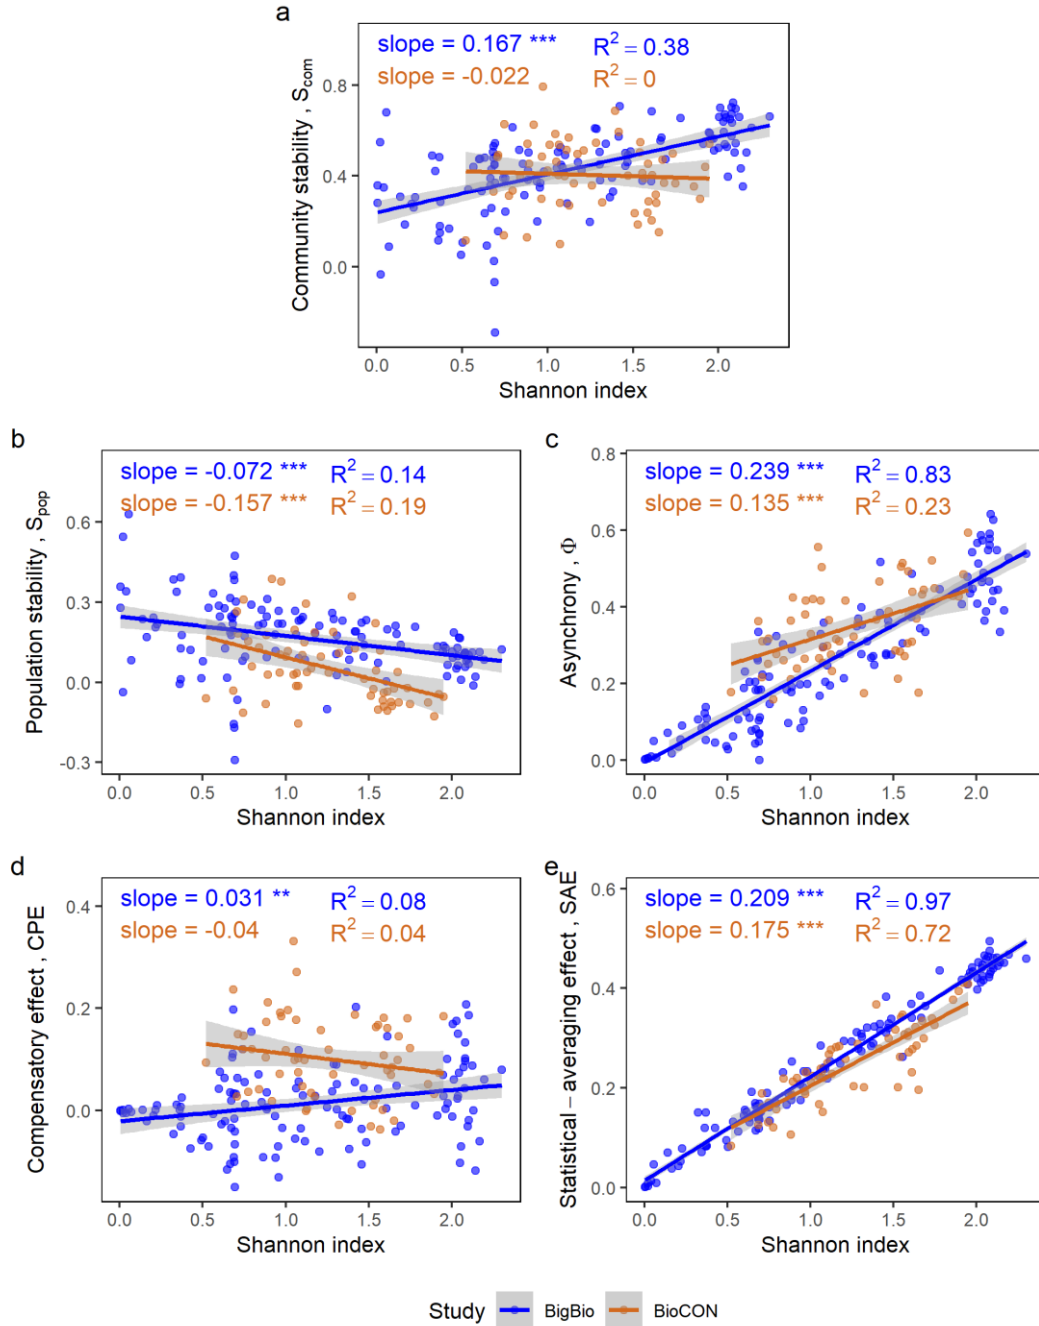 a
slope = 0.167 *** R² = 0.38
slope = -0.022 R² = 0
Community stability , Scom
0.8
0.4
0.0
0.0 0.5 1.0 1.5 2.0
Shannon index
b
slope = -0.072 *** R² = 0.14
slope = -0.157 *** R² = 0.19
Population stability , Spop
0.6
0.3
0.0
-0.3
0.0 0.5 1.0 1.5 2.0
Shannon index
c
slope = 0.239 *** R² = 0.83
slope = 0.135 *** R² = 0.23
Asynchrony , Φ
0.8
0.6
0.4
0.2
0.0
0.0 0.5 1.0 1.5 2.0
Shannon index
d
slope = 0.031 ** R² = 0.08
slope = -0.04 R² = 0.04
Compensatory effect , CPE
0.4
0.2
0.0
0.0 0.5 1.0 1.5 2.0
Shannon index
e
slope = 0.209 *** R² = 0.97
slope = 0.175 *** R² = 0.72
Statistical – averaging effect , SAE
0.6
0.4
0.2
0.0
0.0 0.5 1.0 1.5 2.0
Shannon index
Study BigBio BioCON